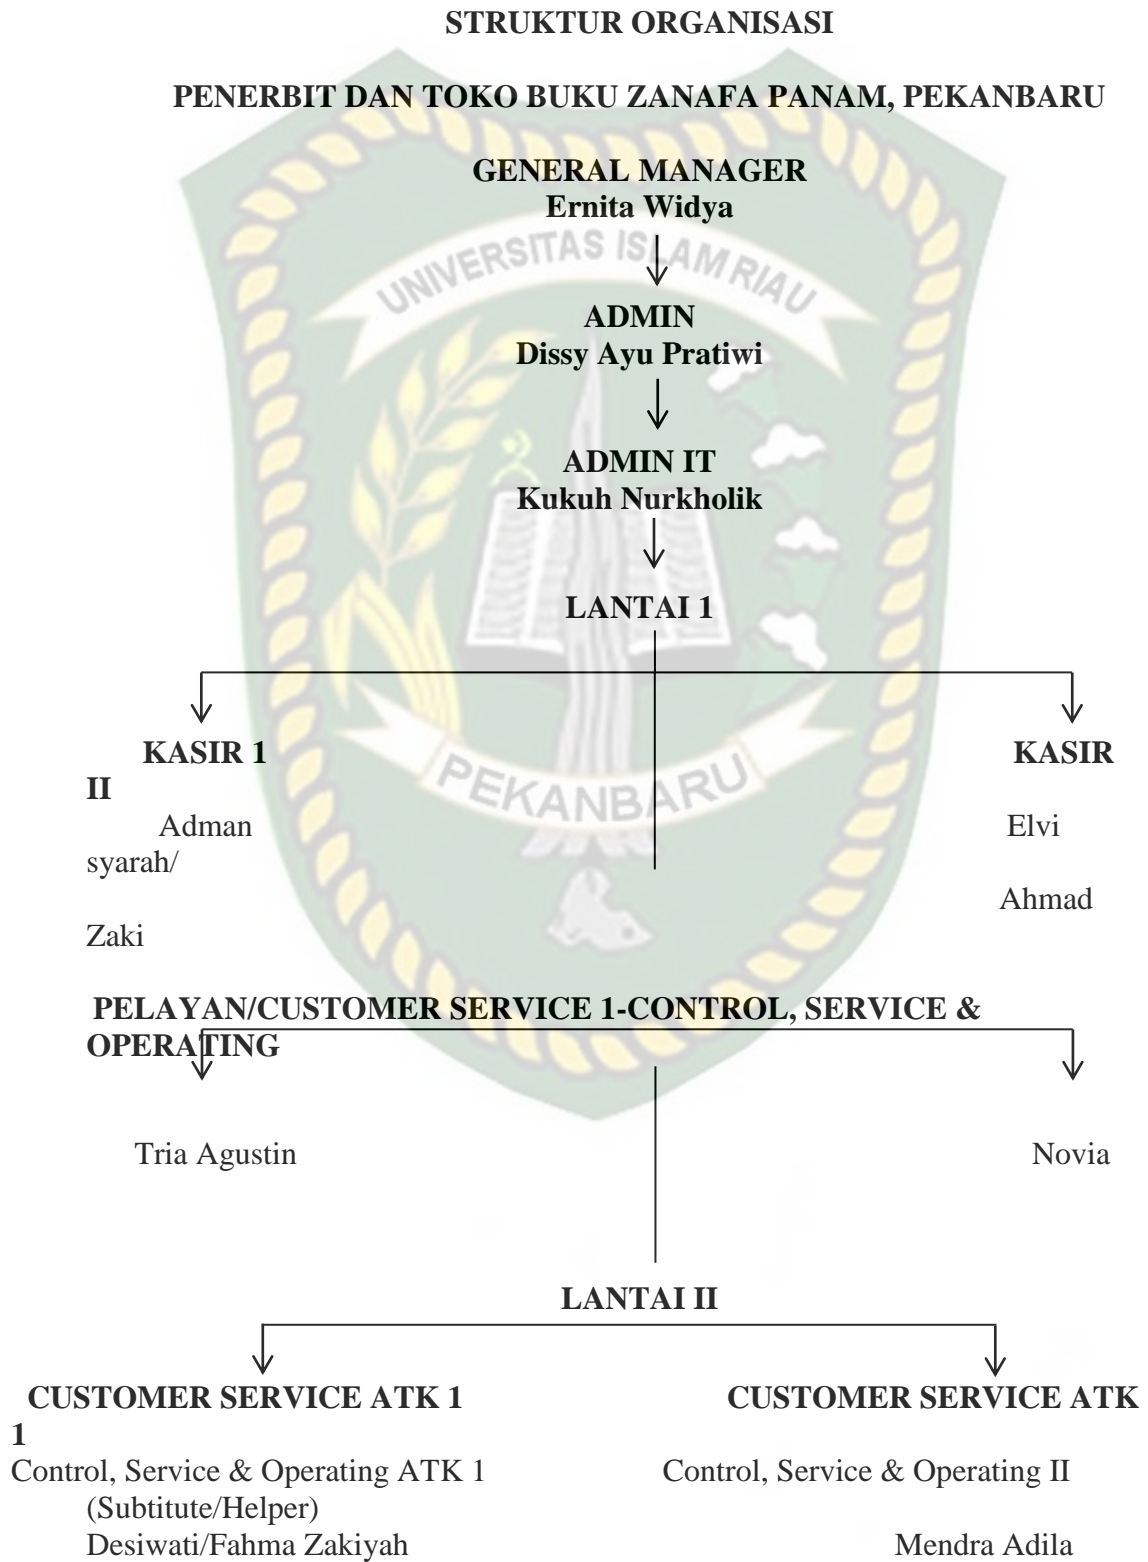 STRUKTUR ORGANISASI
PENERBIT DAN TOKO BUKU ZANAFA PANAM, PEKANBARU
GENERAL MANAGER
Ernita Widya
UNIVERSITAS ISLAM RIAU
ADMIN
Dissy Ayu Pratiwi
ADMIN IT
Kukuh Nurkholik
LANTAI 1
KASIR 1 KASIR
II
PEKANBARU
Adman Elvi
syarah/
Ahmad
Zaki
PELAYAN/CUSTOMER SERVICE 1-CONTROL, SERVICE &
OPERATING
Tria Agustin Novia
LANTAI II
CUSTOMER SERVICE ATK 1 CUSTOMER SERVICE ATK
1
Control, Service & Operating ATK 1 Control, Service & Operating II
(Subtitute/Helper)
Desiwati/Fahma Zakiyah Mendra Adila